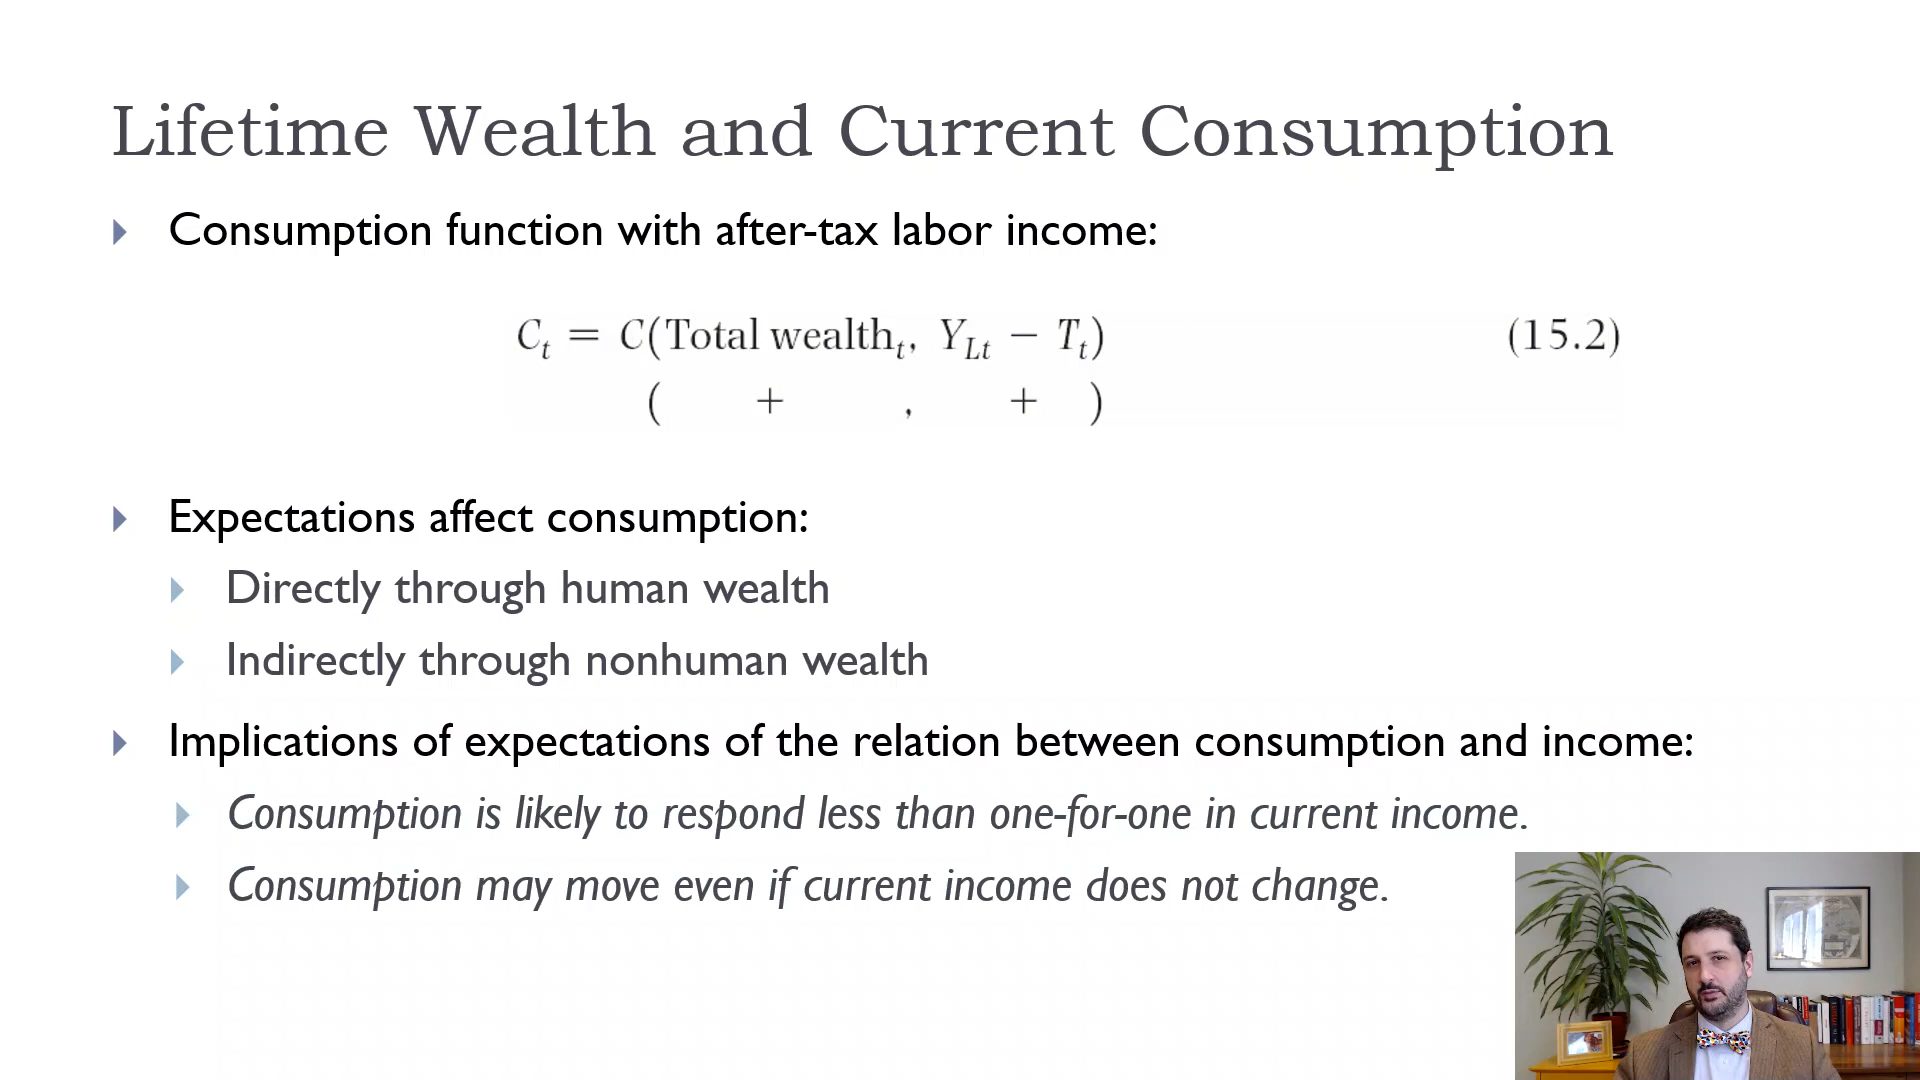 Lifetime Wealth and Current Consumption
Consumption function with after-tax labor income:
C_t = C(Total wealth_t, Y_Lt − T_t) (15.2)
( + , + )
Expectations affect consumption:
Directly through human wealth
Indirectly through nonhuman wealth
Implications of expectations of the relation between consumption and income:
Consumption is likely to respond less than one-for-one in current income.
Consumption may move even if current income does not change.